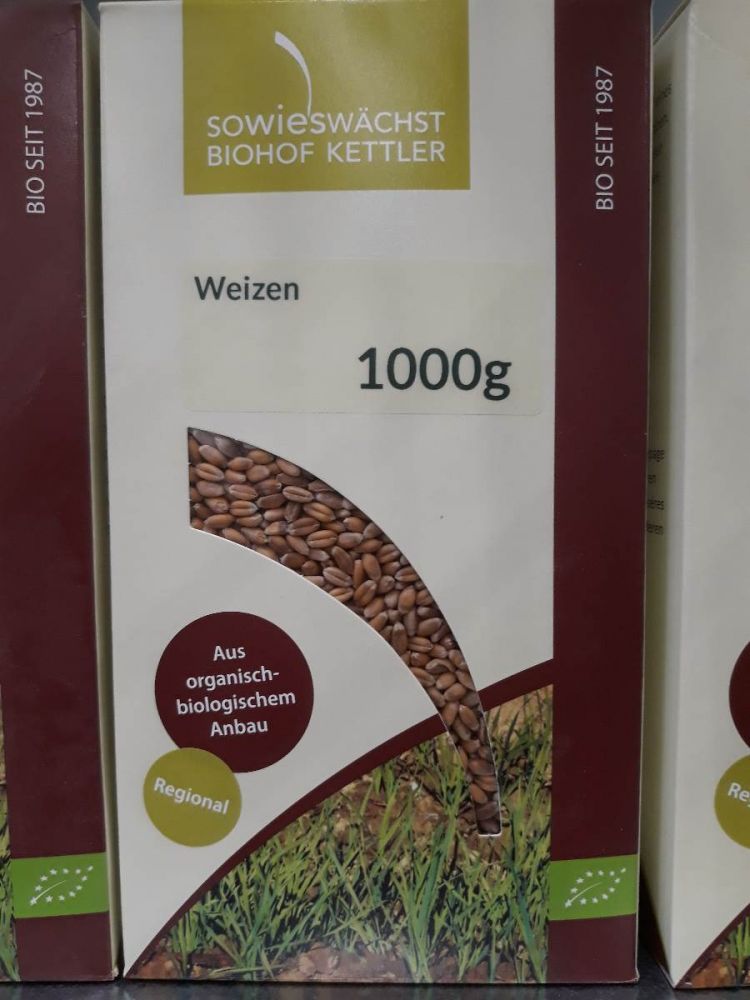 BIO SEIT 1987
SOWiesWÄCHST
BIOHOF KETTLER
BIO SEIT 1987
Weizen
1000g
Aus
organisch-
biologischem
Anbau
Regional